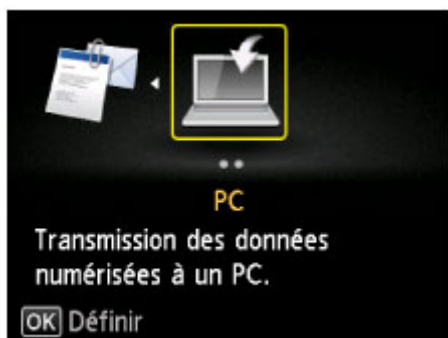 PC
Transmission des données
numérisées à un PC.
OK Définir